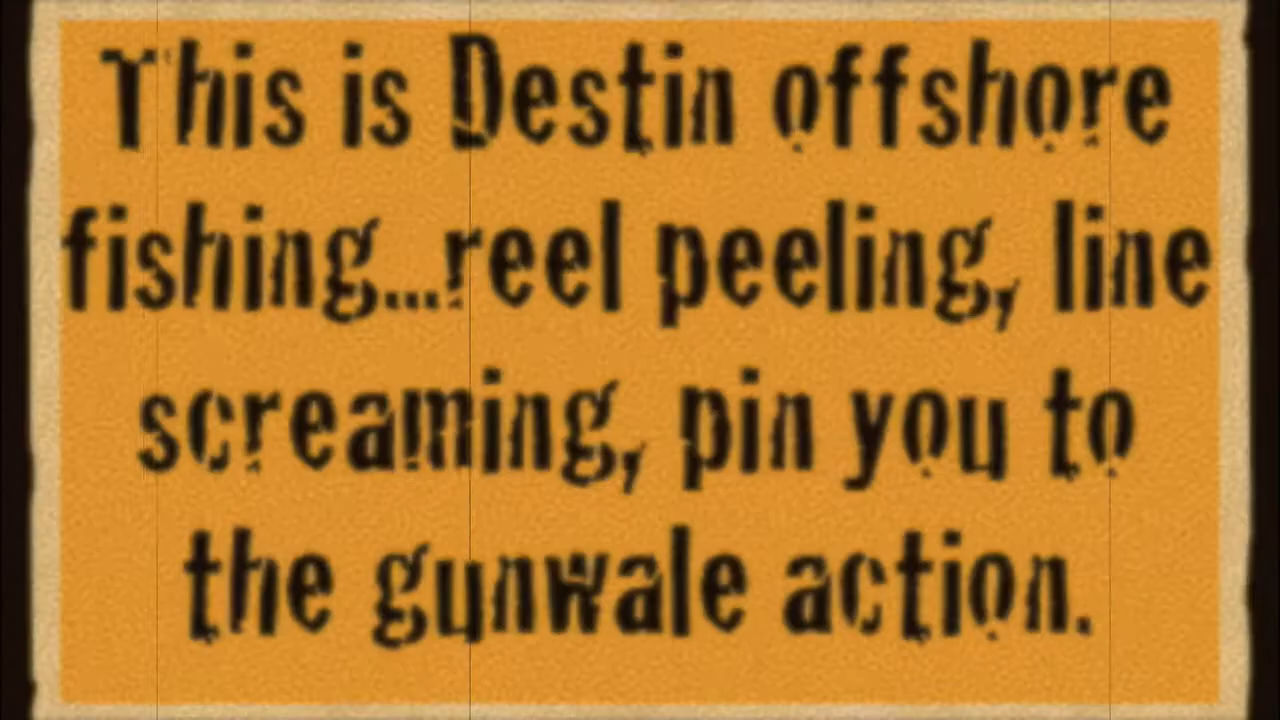 This is Destin offshore
fishing...reel peeling, line
screaming, pin you to
the gunwale action.